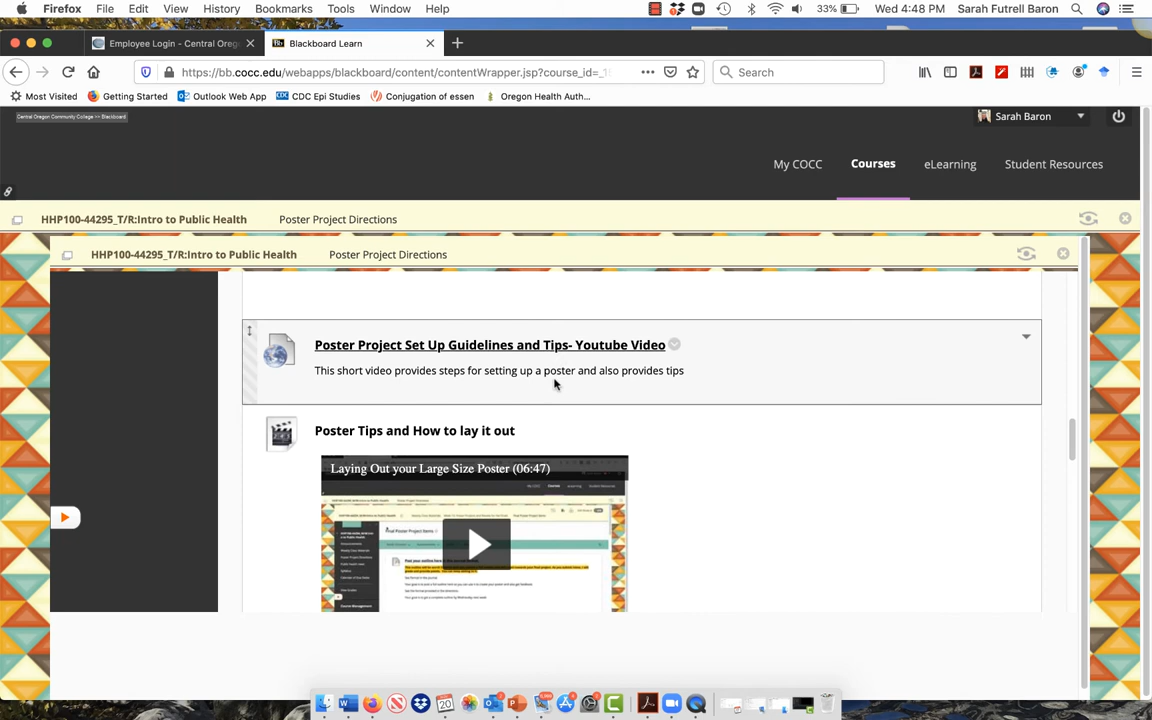 Firefox File Edit View History Bookmarks Tools Window Help 33% Wed 4:48 PM Sarah Futrell Baron
Employee Login - Central Oreg
Blackboard Learn
https://bb.cocc.edu/webapps/blackboard/content/contentWrapper.jsp?course_id=_1
Search
Most Visited Getting Started Outlook Web App CDC Epi Studies Conjugation of essen Oregon Health Auth...
Central Oregon Community College >> Blackboard
Sarah Baron
My COCC Courses eLearning Student Resources
HHP100-44295_T/R:Intro to Public Health Poster Project Directions
HHP100-44295_T/R:Intro to Public Health Poster Project Directions
Poster Project Set Up Guidelines and Tips- Youtube Video
This short video provides steps for setting up a poster and also provides tips
Poster Tips and How to lay it out
Laying Out your Large Size Poster (06:47)